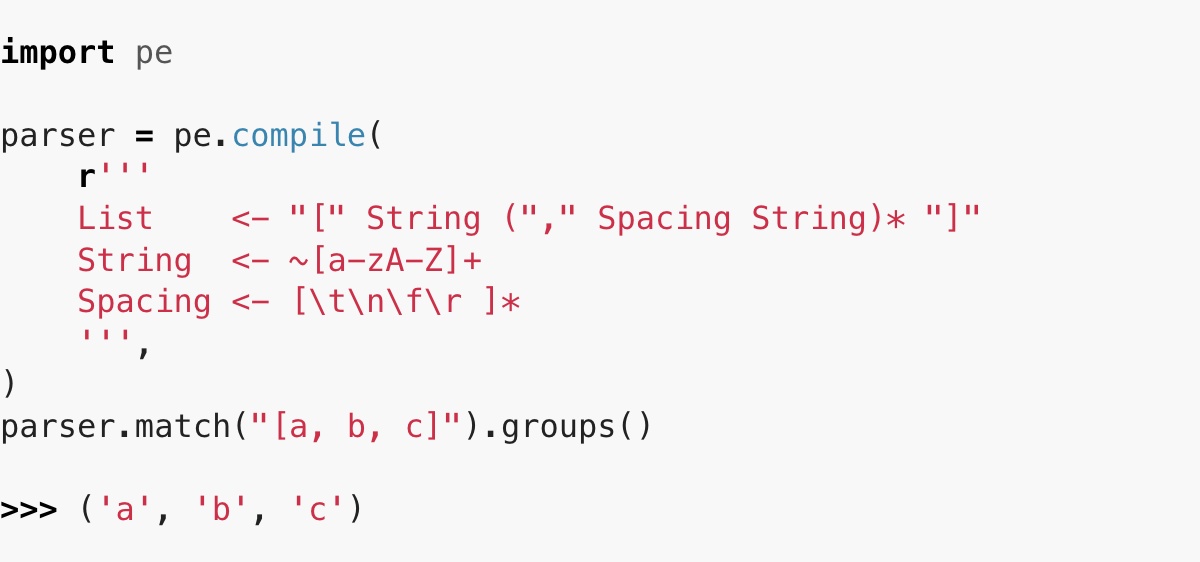 import pe

parser = pe.compile(
    r'''
    List    <- "[" String ("," Spacing String)* "]"
    String  <- ~[a-zA-Z]+
    Spacing <- [\t\n\f\r ]*
    ''',
)
parser.match("[a, b, c]").groups()

>>> ('a', 'b', 'c')